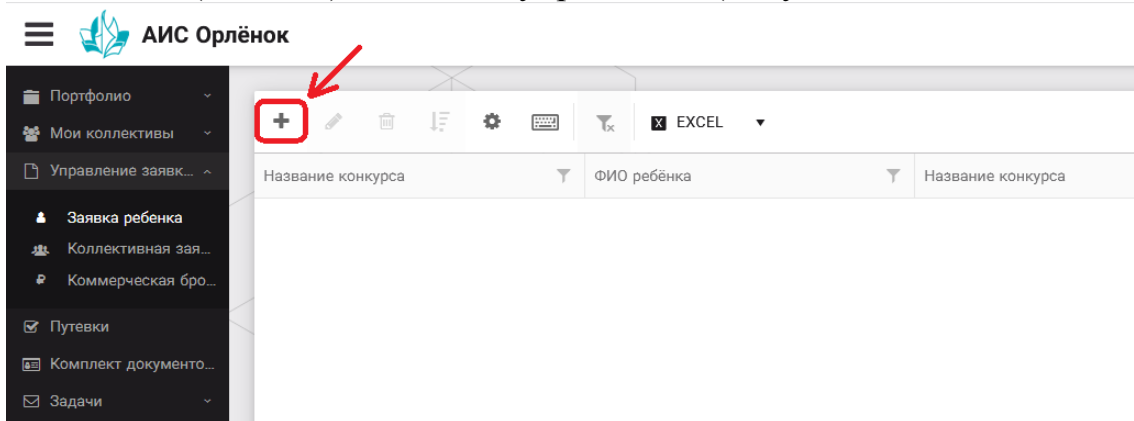 АИС Орлёнок
Портфолио
Мои коллективы
Управление заявк...
Заявка ребенка
Коллективная зая...
Коммерческая бро...
Путевки
Комплект документо...
Задачи
X EXCEL
Название конкурса
ФИО ребёнка
Название конкурса